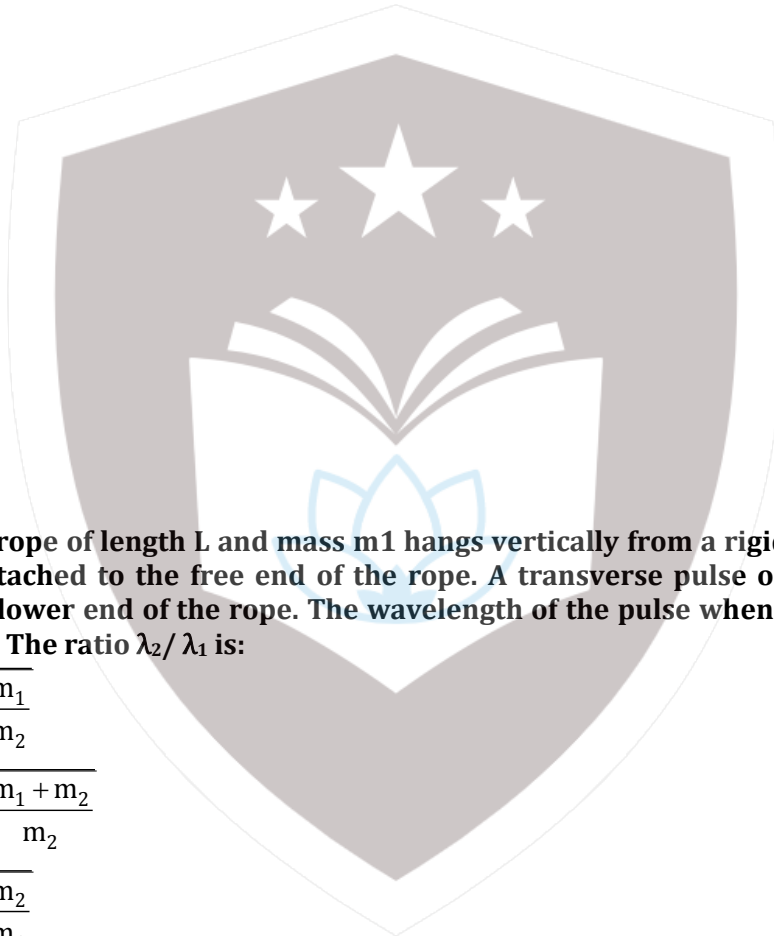 rope of length L and mass m1 hangs vertically from a rigid
tached to the free end of the rope. A transverse pulse o
lower end of the rope. The wavelength of the pulse when
The ratio λ₂/ λ₁ is:
m₁
m₂
m₁ + m₂
m₂
m₂